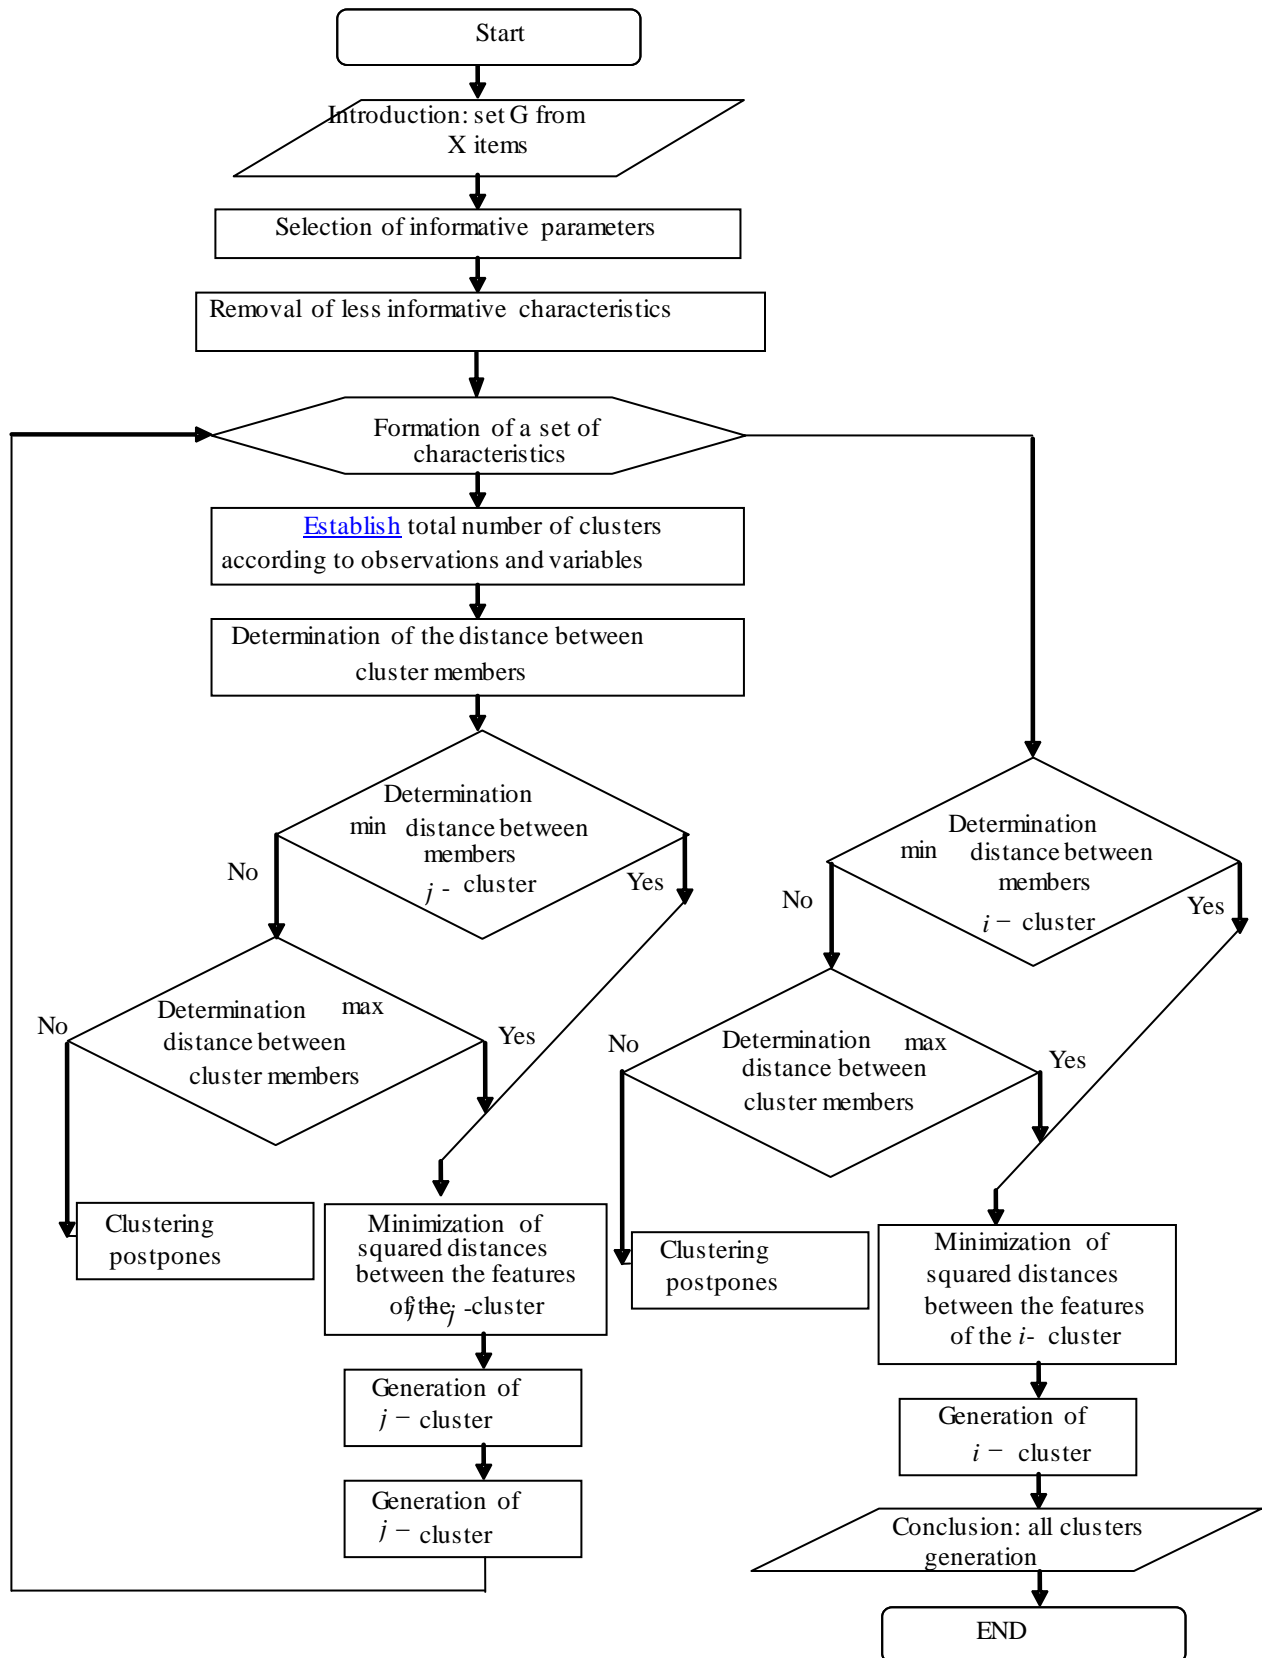 Start
Introduction: set G from
X items
Selection of informative parameters
Removal of less informative characteristics
Formation of a set of
characteristics
Establish total number of clusters
according to observations and variables
Determination of the distance between
cluster members
Determination
min distance between
members
j - cluster
No
Yes
Determination max
distance between
cluster members
No
Yes
Clustering
postpones
Minimization of
squared distances
between the features
of the j -cluster
Generation of
j – cluster
Generation of
j – cluster
Determination
min distance between
members
i – cluster
No
Yes
Determination max
distance between
cluster members
No
Yes
Clustering
postpones
Minimization of
squared distances
between the features
of the i- cluster
Generation of
i – cluster
Conclusion: all clusters
generation
END